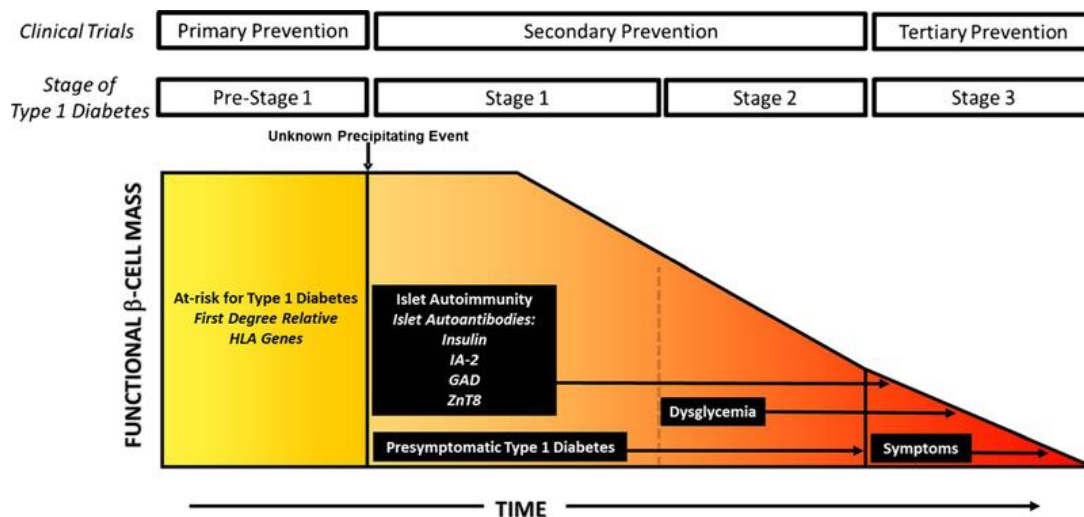 Clinical Trials
Primary Prevention
Secondary Prevention
Tertiary Prevention
Stage of
Type 1 Diabetes
Pre-Stage 1
Stage 1
Stage 2
Stage 3
Unknown Precipitating Event
FUNCTIONAL β-CELL MASS
At-risk for Type 1 Diabetes
First Degree Relative
HLA Genes
Islet Autoimmunity
Islet Autoantibodies:
Insulin
IA-2
GAD
ZnT8
Dysglycemia
Presymptomatic Type 1 Diabetes
Symptoms
TIME